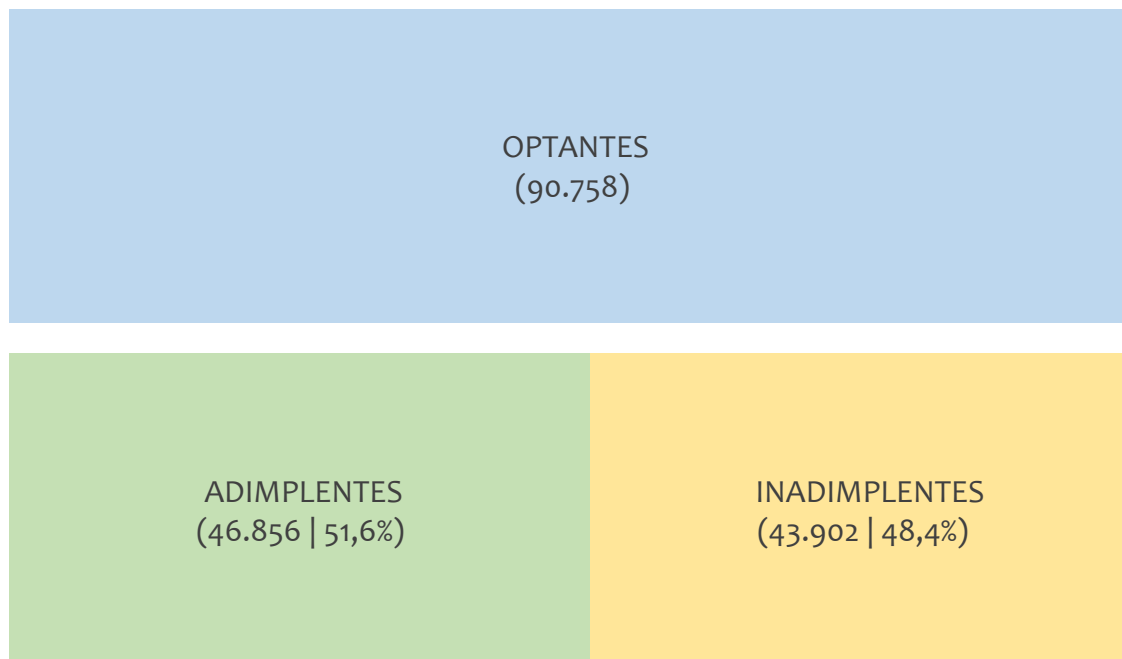 OPTANTES
(90.758)
ADIMPLENTES
(46.856 | 51,6%)
INADIMPLENTES
(43.902 | 48,4%)